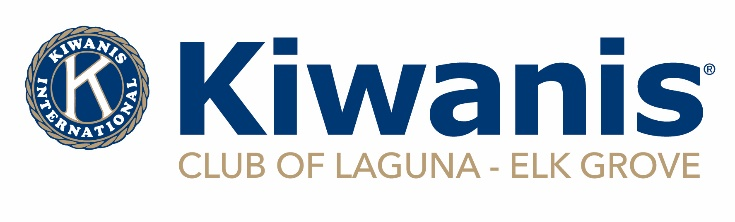 KIWANIS
K
INTERNATIONAL
Kiwanis®
CLUB OF LAGUNA - ELK GROVE